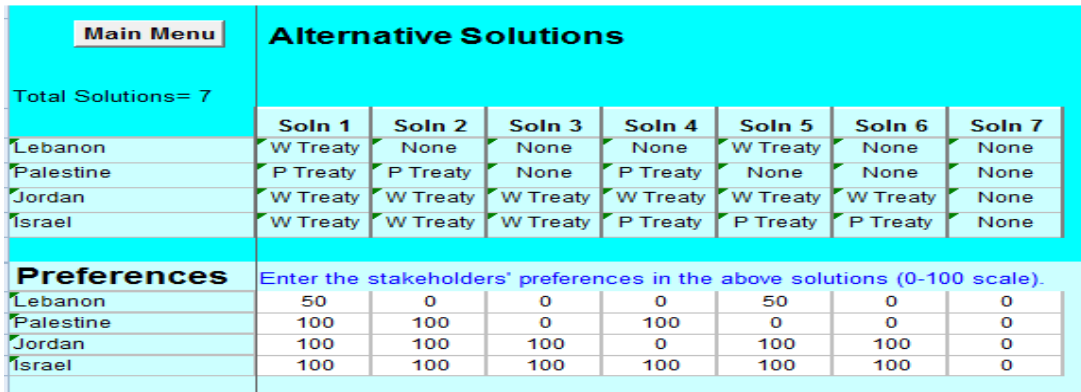 Main Menu Alternative Solutions
Total Solutions= 7
Soln 1 Soln 2 Soln 3 Soln 4 Soln 5 Soln 6 Soln 7
Lebanon W Treaty None None None W Treaty None None
Palestine P Treaty P Treaty None P Treaty None None None
Jordan W Treaty W Treaty W Treaty W Treaty W Treaty W Treaty None
Israel W Treaty W Treaty W Treaty P Treaty P Treaty P Treaty None
Preferences Enter the stakeholders' preferences in the above solutions (0-100 scale).
Lebanon 50 0 0 0 50 0 0
Palestine 100 100 0 100 0 0 0
Jordan 100 100 100 0 100 100 0
Israel 100 100 100 100 100 100 0